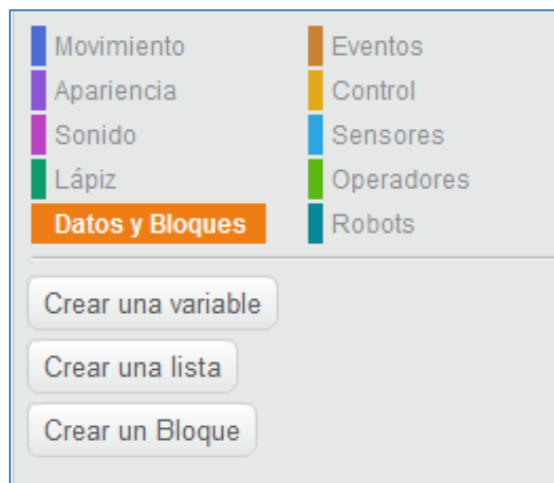 Movimiento
Apariencia
Sonido
Lápiz
Datos y Bloques
Eventos
Control
Sensores
Operadores
Robots
Crear una variable
Crear una lista
Crear un Bloque